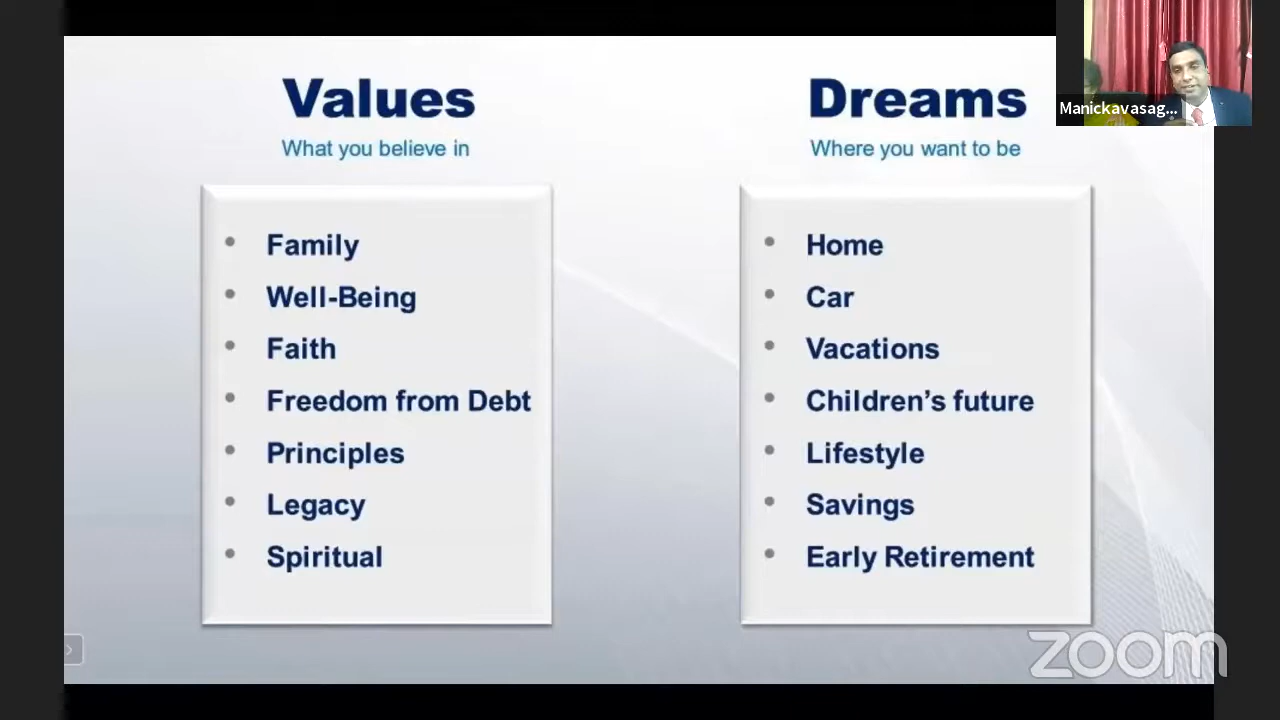 Values
What you believe in
Family
Well-Being
Faith
Freedom from Debt
Principles
Legacy
Spiritual
Dreams
Where you want to be
Home
Car
Vacations
Children’s future
Lifestyle
Savings
Early Retirement
Manickavasag...
zoom